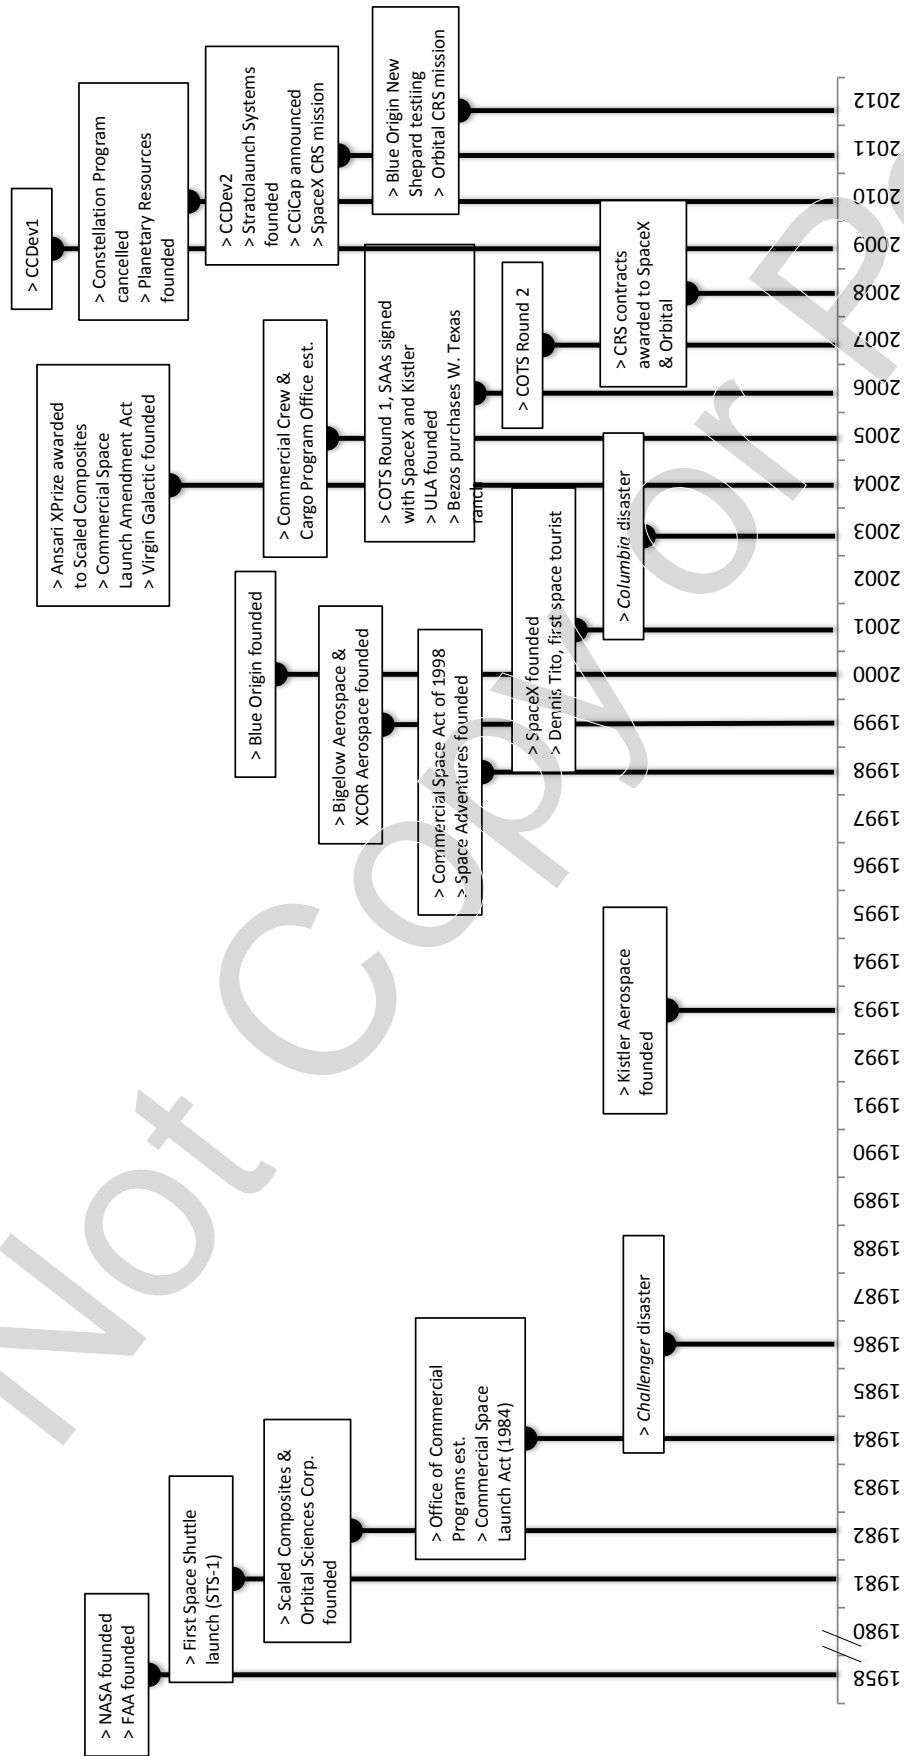 > NASA founded
> FAA founded
> First Space Shuttle
launch (STS-1)
> Scaled Composites &
Orbital Sciences Corp.
founded
> Office of Commercial
Programs est.
> Commercial Space
Launch Act (1984)
> Challenger disaster
> Kistler Aerospace
founded
> Commercial Space Act of 1998
> Space Adventures founded
> Bigelow Aerospace &
XCOR Aerospace founded
> Blue Origin founded
> SpaceX founded
> Dennis Tito, first space tourist
> Columbia disaster
> Ansari XPrize awarded
to Scaled Composites
> Commercial Space
Launch Amendment Act
> Virgin Galactic founded
> Commercial Crew &
Cargo Program Office est.
> COTS Round 1, SAAs signed
with SpaceX and Kistler
> ULA founded
> Bezos purchases W. Texas
ranch
> COTS Round 2
> CRS contracts
awarded to SpaceX
& Orbital
> CCDev1
> Constellation Program
cancelled
> Planetary Resources
founded
> CCDev2
> Stratolaunch Systems
founded
> CCiCap announced
> SpaceX CRS mission
> Blue Origin New
Shepard testiing
> Orbital CRS mission
1958
1980
1981
1982
1983
1984
1985
1986
1987
1988
1989
1990
1991
1992
1993
1994
1995
1996
1997
1998
1999
2000
2001
2002
2003
2004
2005
2006
2007
2008
2009
2010
2011
2012
Not Copy or